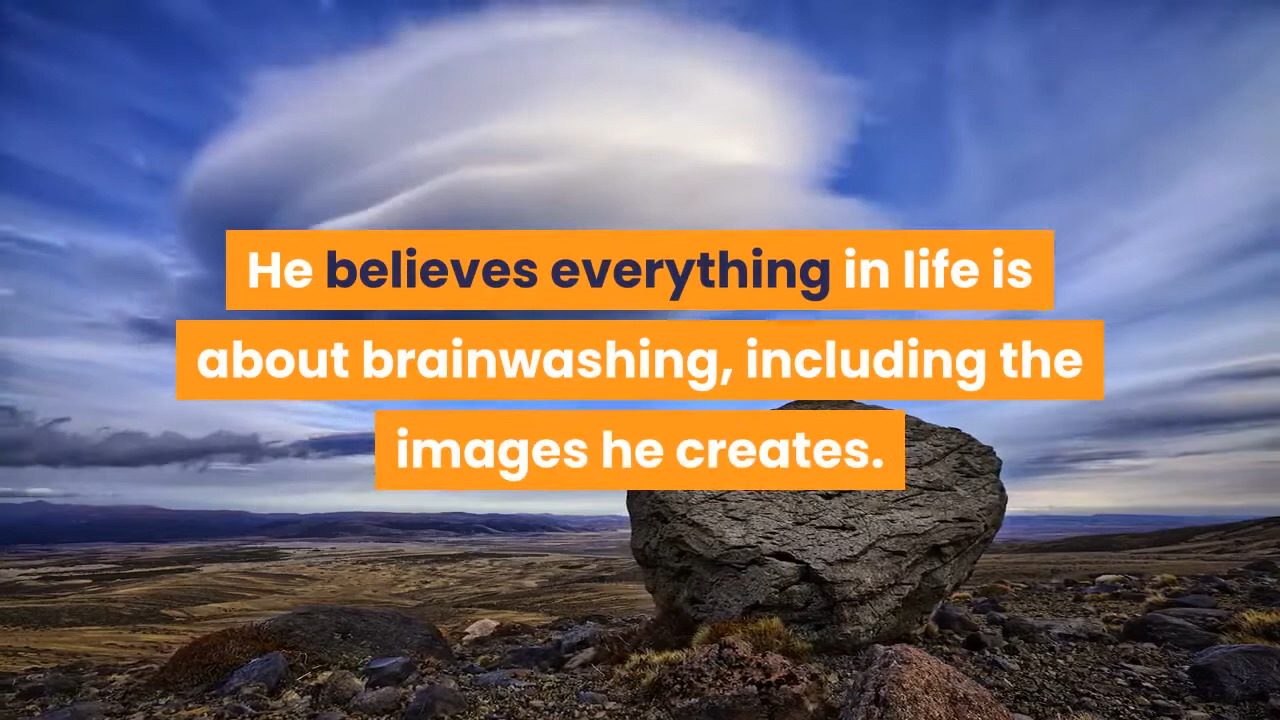 He believes everything in life is
about brainwashing, including the
images he creates.